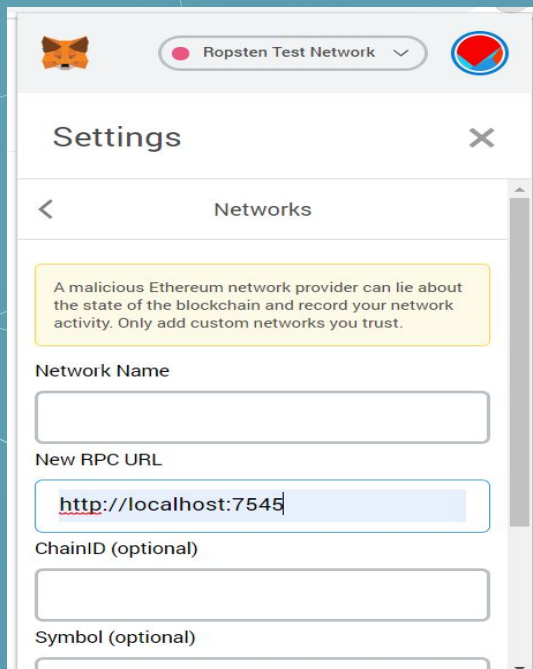 Ropsten Test Network
Settings
Networks
A malicious Ethereum network provider can lie about
the state of the blockchain and record your network
activity. Only add custom networks you trust.
Network Name
New RPC URL
http://localhost:7545
ChainID (optional)
Symbol (optional)